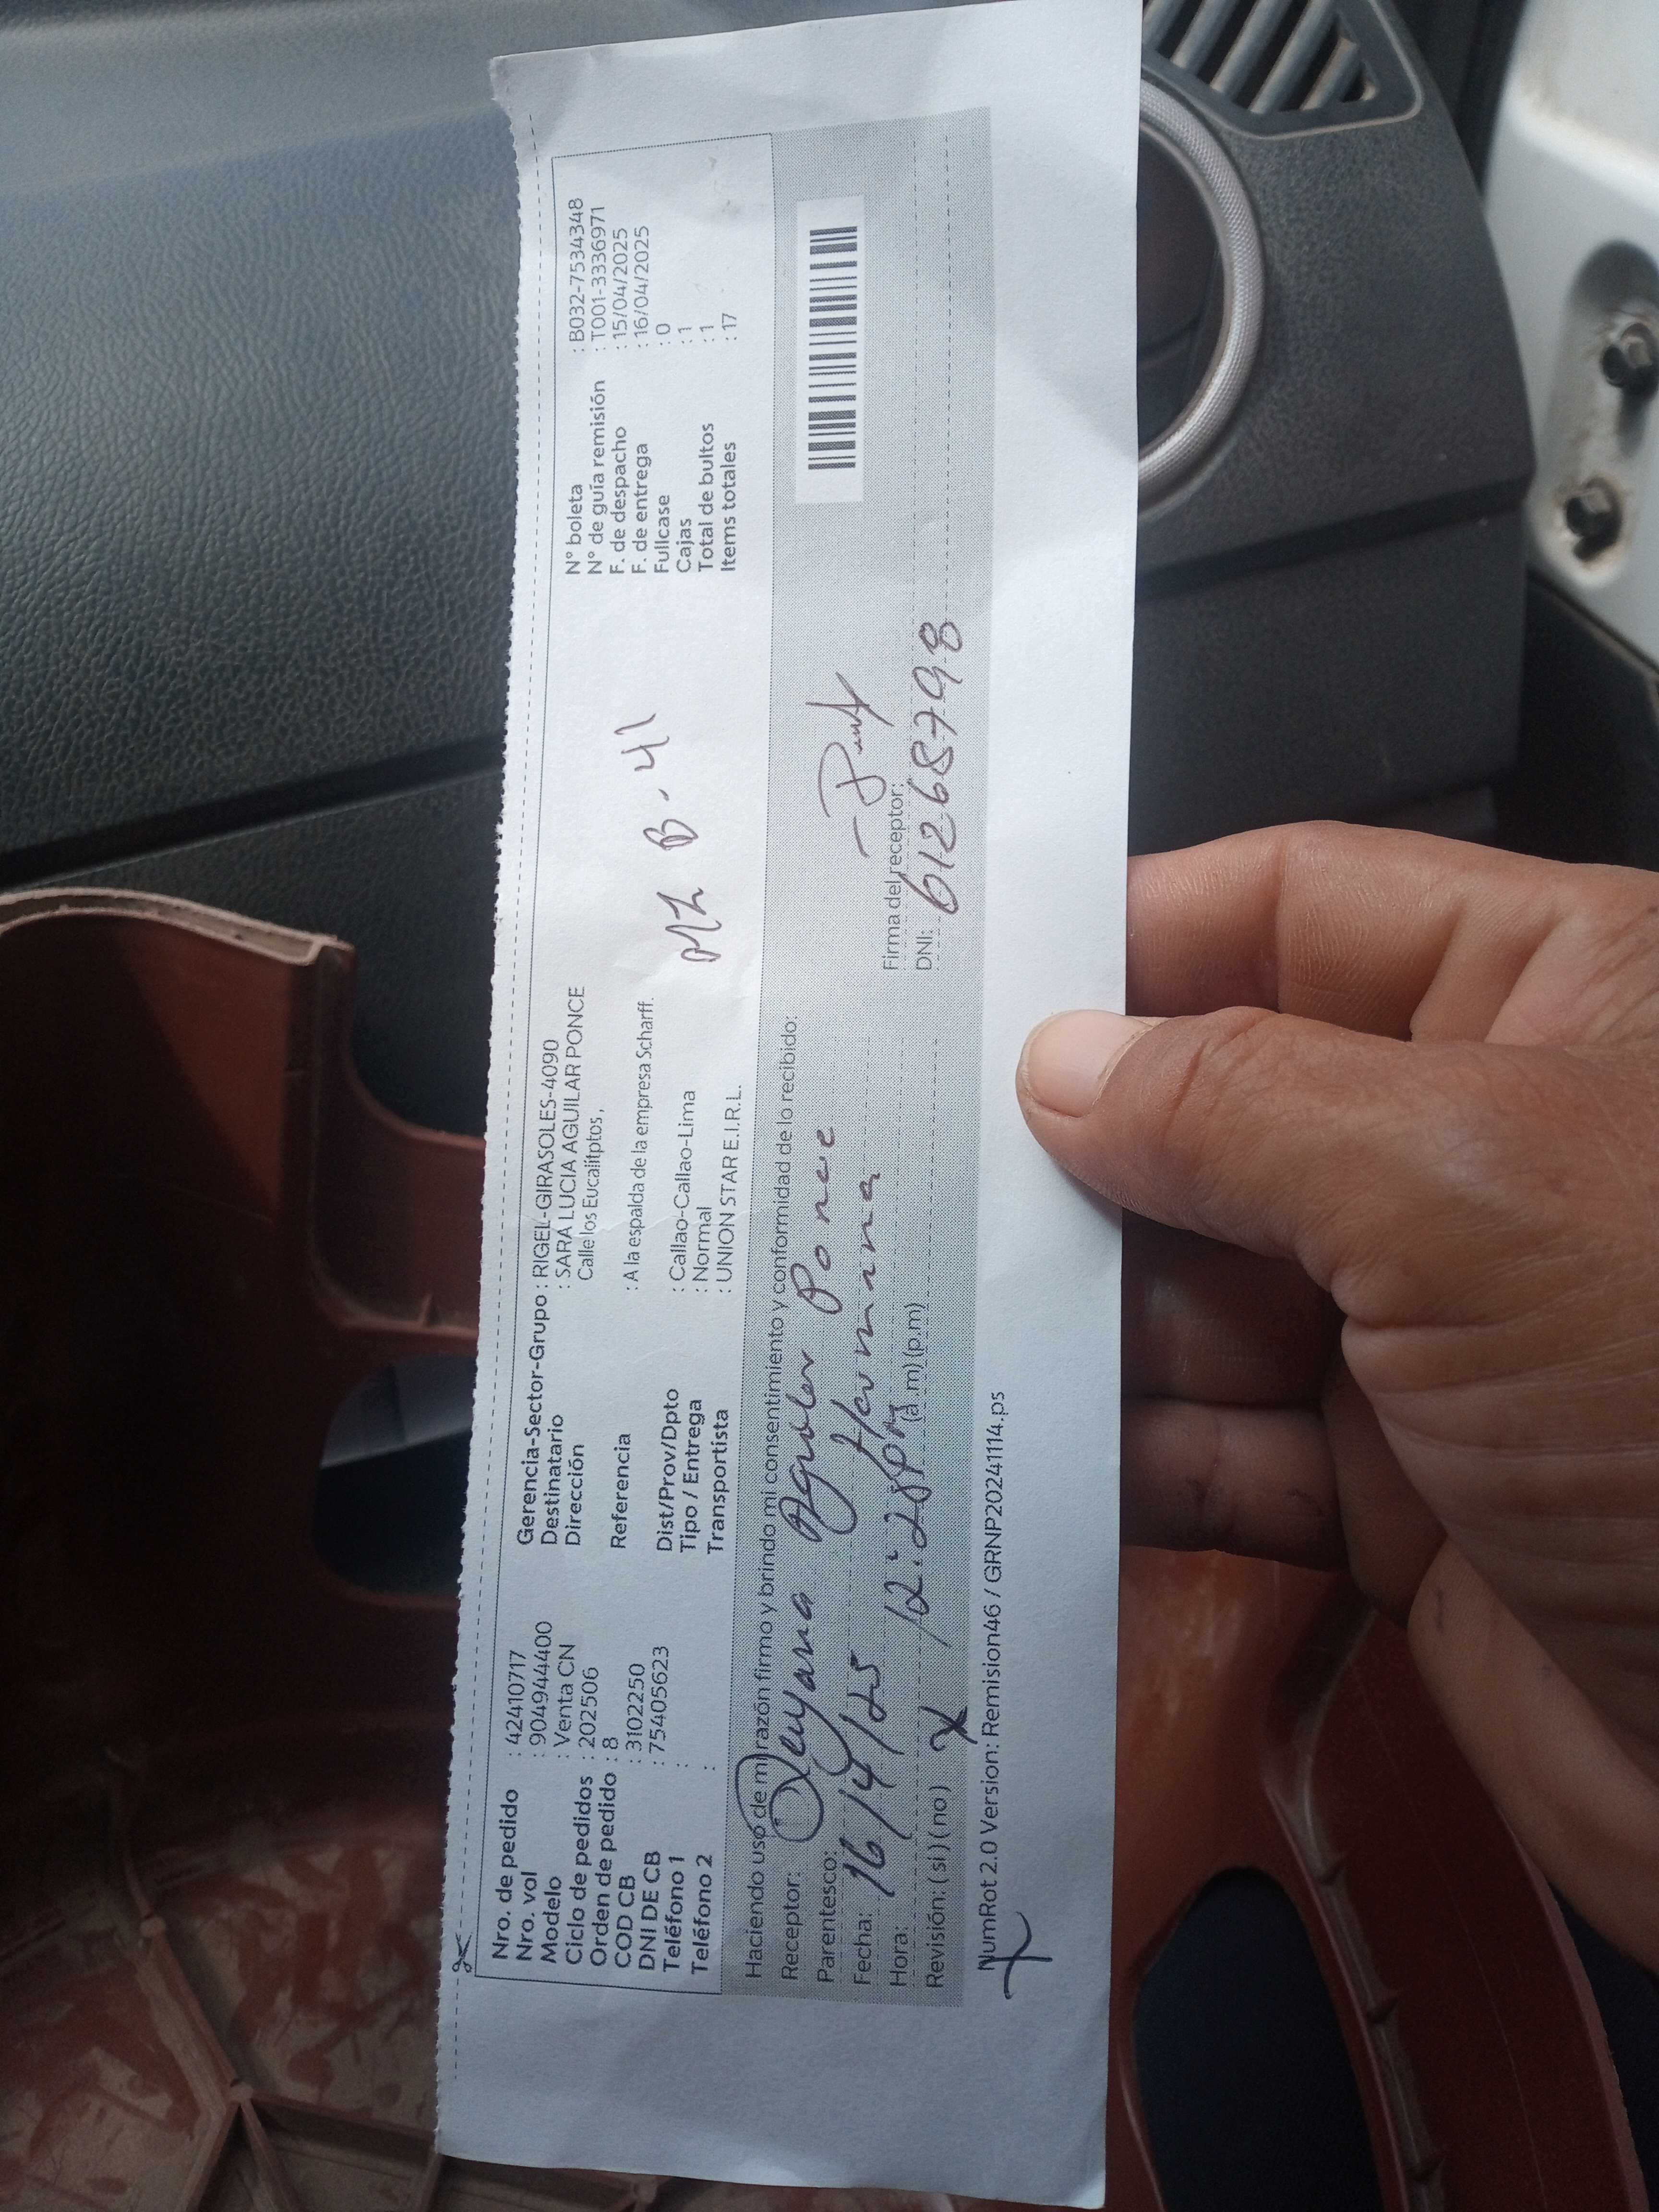 Nro. de pedido : 42410717
Nro. vol : 904944400
Modelo : Venta CN
Ciclo de pedidos : 202506
Orden de pedido : 8
COD CB : 3102250
DNI DE CB : 75405623
Teléfono 1 :
Teléfono 2 :
Gerencia-Sector-Grupo : RIGEL-GIRASOLES-4090
Destinatario : SARA LUCIA AGUILAR PONCE
Dirección Calle los Eucalitptos,
Referencia : A la espalda de la empresa Scharff.
Dist/Prov/Dpto : Callao-Callao-Lima
Tipo / Entrega : Normal
Transportista : UNION STAR E.I.R.L.
MZ B - 41
N° boleta : B032-7534348
N° de guía remisión : T001-3336971
F. de despacho : 15/04/2025
F. de entrega : 16/04/2025
Fullcase : 0
Cajas : 1
Total de bultos : 1
Items totales : 17
Haciendo uso de mi razón firmo y brindo mi consentimiento y conformidad de lo recibido:
Receptor: Deyana Aguilar Ponce
Parentesco: Hermana
Fecha: 16/14/25
Hora: 12:28PM (a.m) (p.m)
Revisión: ( si ) ( no ) X
Firma del receptor:
DNI: 61268798
NumRot 2.0 Version: Remision46 / GRNP20241114.ps